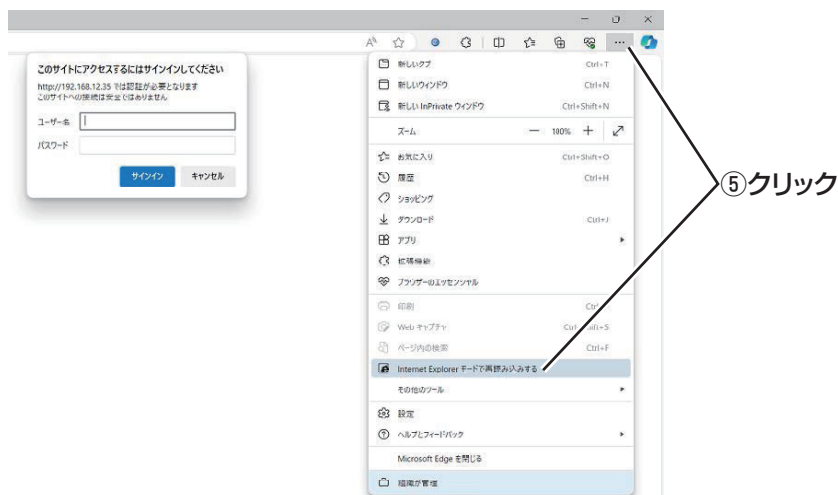 このサイトにアクセスするにはサインインしてください
http://192.168.12.35 では認証が必要となります
このサイトへの接続は安全ではありません
ユーザー名
パスワード
サインイン キャンセル
新しいタブ Ctrl+T
新しいウィンドウ Ctrl+N
新しい InPrivate ウィンドウ Ctrl+Shift+N
ズーム 100%
お気に入り Ctrl+Shift+O
履歴 Ctrl+H
ショッピング
ダウンロード Ctrl+J
アプリ
拡張機能
ブラウザーのエッセンシャル
印刷
Web キャプチャ
ページ内の検索 Ctrl+F
Internet Explorer モードで再読み込みする
その他のツール
設定
ヘルプとフィードバック
Microsoft Edge を閉じる
組織が管理
⑤クリック